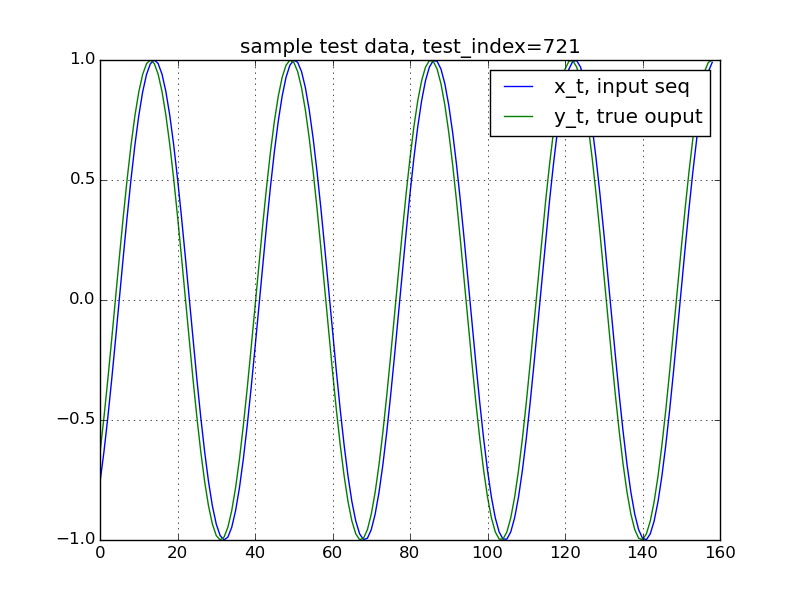 sample test data, test_index=721
1.0
x_t, input seq
y_t, true ouput
0.5
0.0
−0.5
−1.0
0 20 40 60 80 100 120 140 160